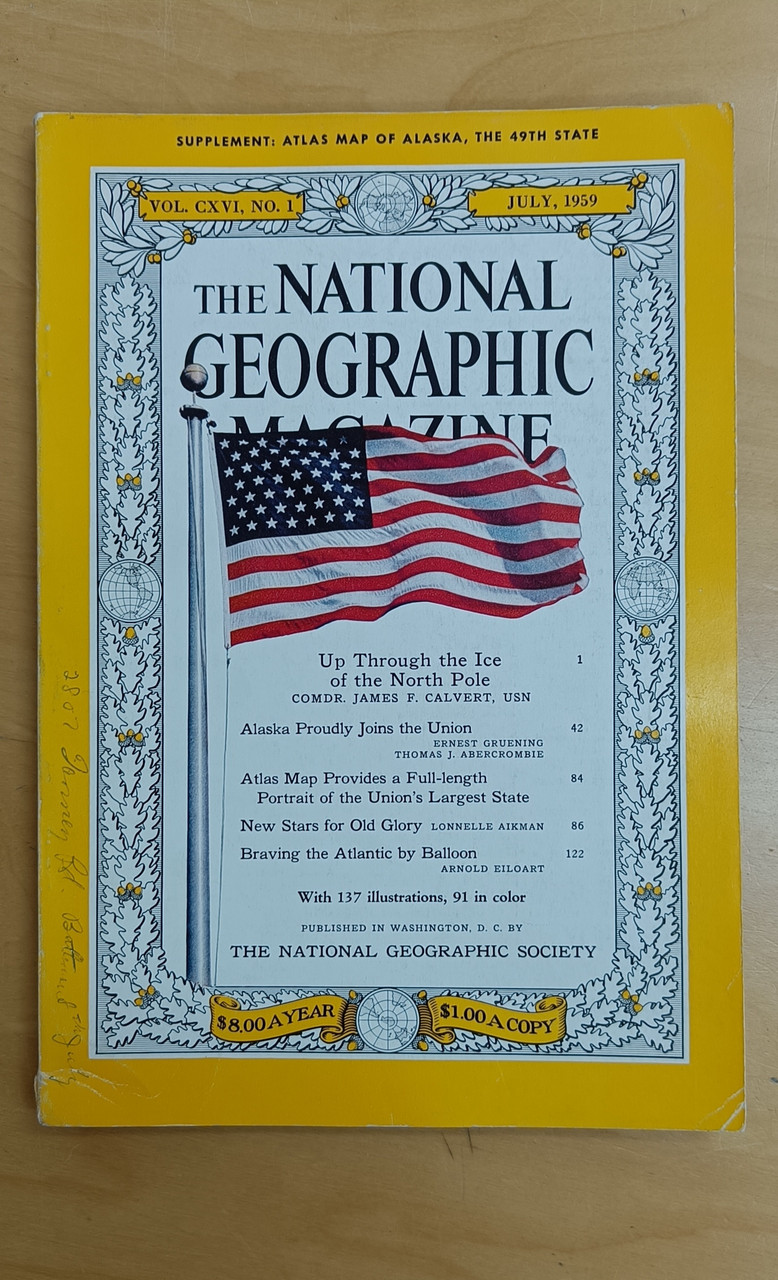 SUPPLEMENT: ATLAS MAP OF ALASKA, THE 49TH STATE
VOL. CXVI, NO. 1
JULY, 1959
THE NATIONAL
GEOGRAPHIC
MAGAZINE
Up Through the Ice 1
of the North Pole
COMDR. JAMES F. CALVERT, USN
Alaska Proudly Joins the Union 42
ERNEST GRUENING
THOMAS J. ABERCROMBIE
Atlas Map Provides a Full-length 84
Portrait of the Union's Largest State
New Stars for Old Glory LONNELLE AIKMAN 86
Braving the Atlantic by Balloon 122
ARNOLD EILOART
With 137 illustrations, 91 in color
PUBLISHED IN WASHINGTON, D. C. BY
THE NATIONAL GEOGRAPHIC SOCIETY
$8.00 A YEAR
$1.00 A COPY
2807 Rd.